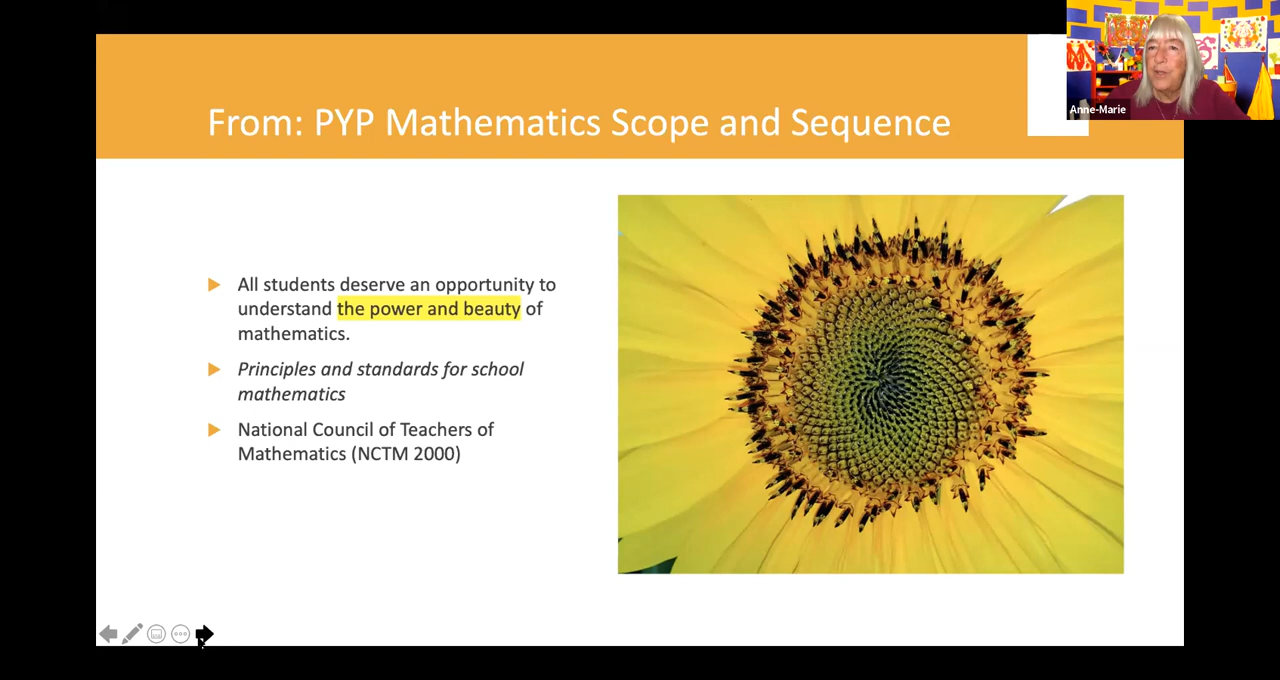 From: PYP Mathematics Scope and Sequence
Anne-Marie
All students deserve an opportunity to
understand the power and beauty of
mathematics.
Principles and standards for school
mathematics
National Council of Teachers of
Mathematics (NCTM 2000)